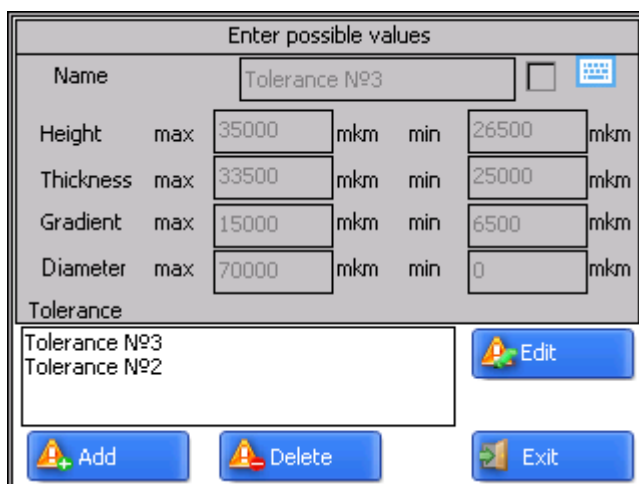 Enter possible values
Name Tolerance №3
Height max 35000 mkm min 26500 mkm
Thickness max 33500 mkm min 25000 mkm
Gradient max 15000 mkm min 6500 mkm
Diameter max 70000 mkm min 0 mkm
Tolerance
Tolerance №3
Tolerance №2
Edit
Add Delete Exit